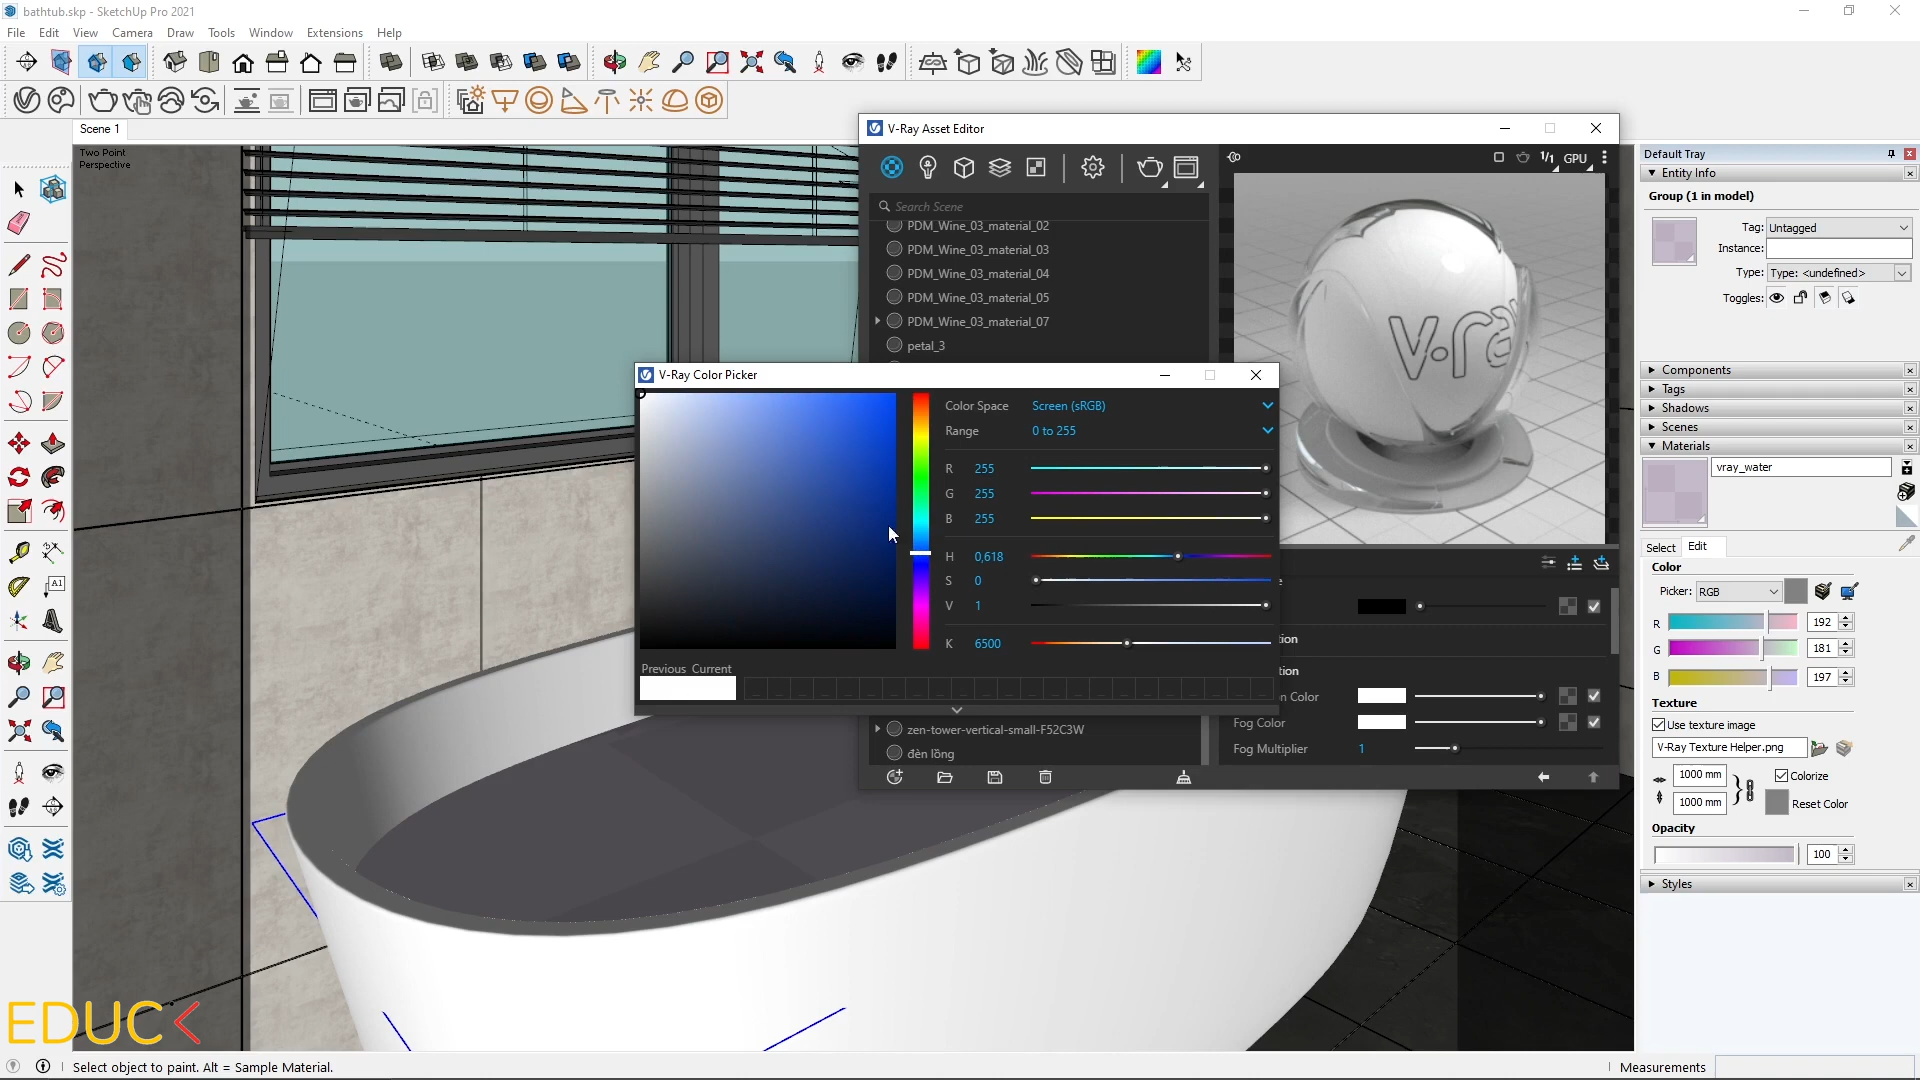 bathtub.skp - SketchUp Pro 2021
File Edit View Camera Draw Tools Window Extensions Help
Scene 1
Two Point
Perspective
V-Ray Asset Editor
1/1 GPU
Search Scene
PDM_Wine_03_material_02
PDM_Wine_03_material_03
PDM_Wine_03_material_04
PDM_Wine_03_material_05
PDM_Wine_03_material_07
petal_3
v-ra
V-Ray Color Picker
Color Space Screen (sRGB)
Range 0 to 255
R 255
G 255
B 255
H 0,618
S 0
V 1
K 6500
Previous Current
zen-tower-vertical-small-F52C3W
đèn lồng
Fog Color
Fog Multiplier 1
Default Tray
Entity Info
Group (1 in model)
Tag: Untagged
Instance:
Type: Type: <undefined>
Toggles:
Components
Tags
Shadows
Scenes
Materials
vray_water
Select Edit
Color
Picker: RGB
R 192
G 181
B 197
Texture
Use texture image
V-Ray Texture Helper.png
1000 mm
Colorize
1000 mm
Reset Color
Opacity
100
Styles
A1
EDUC
Select object to paint. Alt = Sample Material.
Measurements